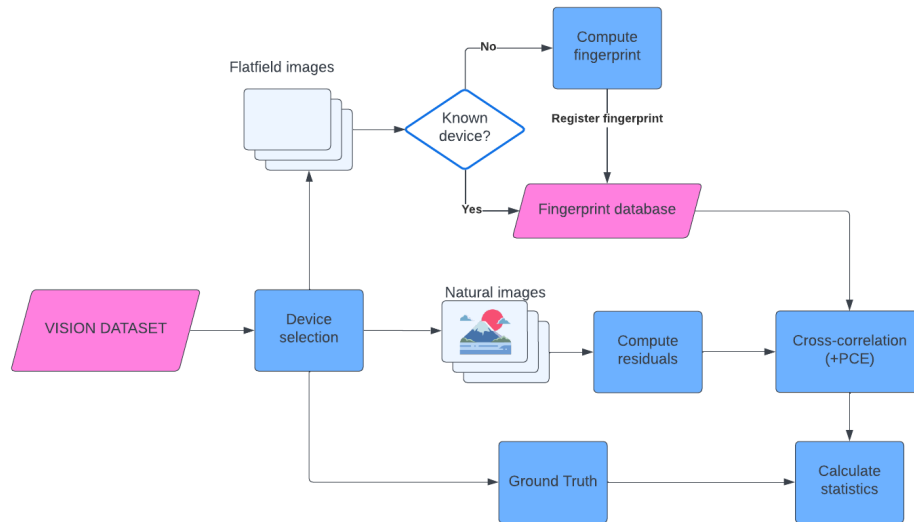 Compute
fingerprint
No
Flatfield images
Known
device?
Register fingerprint
Yes
Fingerprint database
Natural images
VISION DATASET
Device
selection
Compute
residuals
Cross-correlation
(+PCE)
Ground Truth
Calculate
statistics